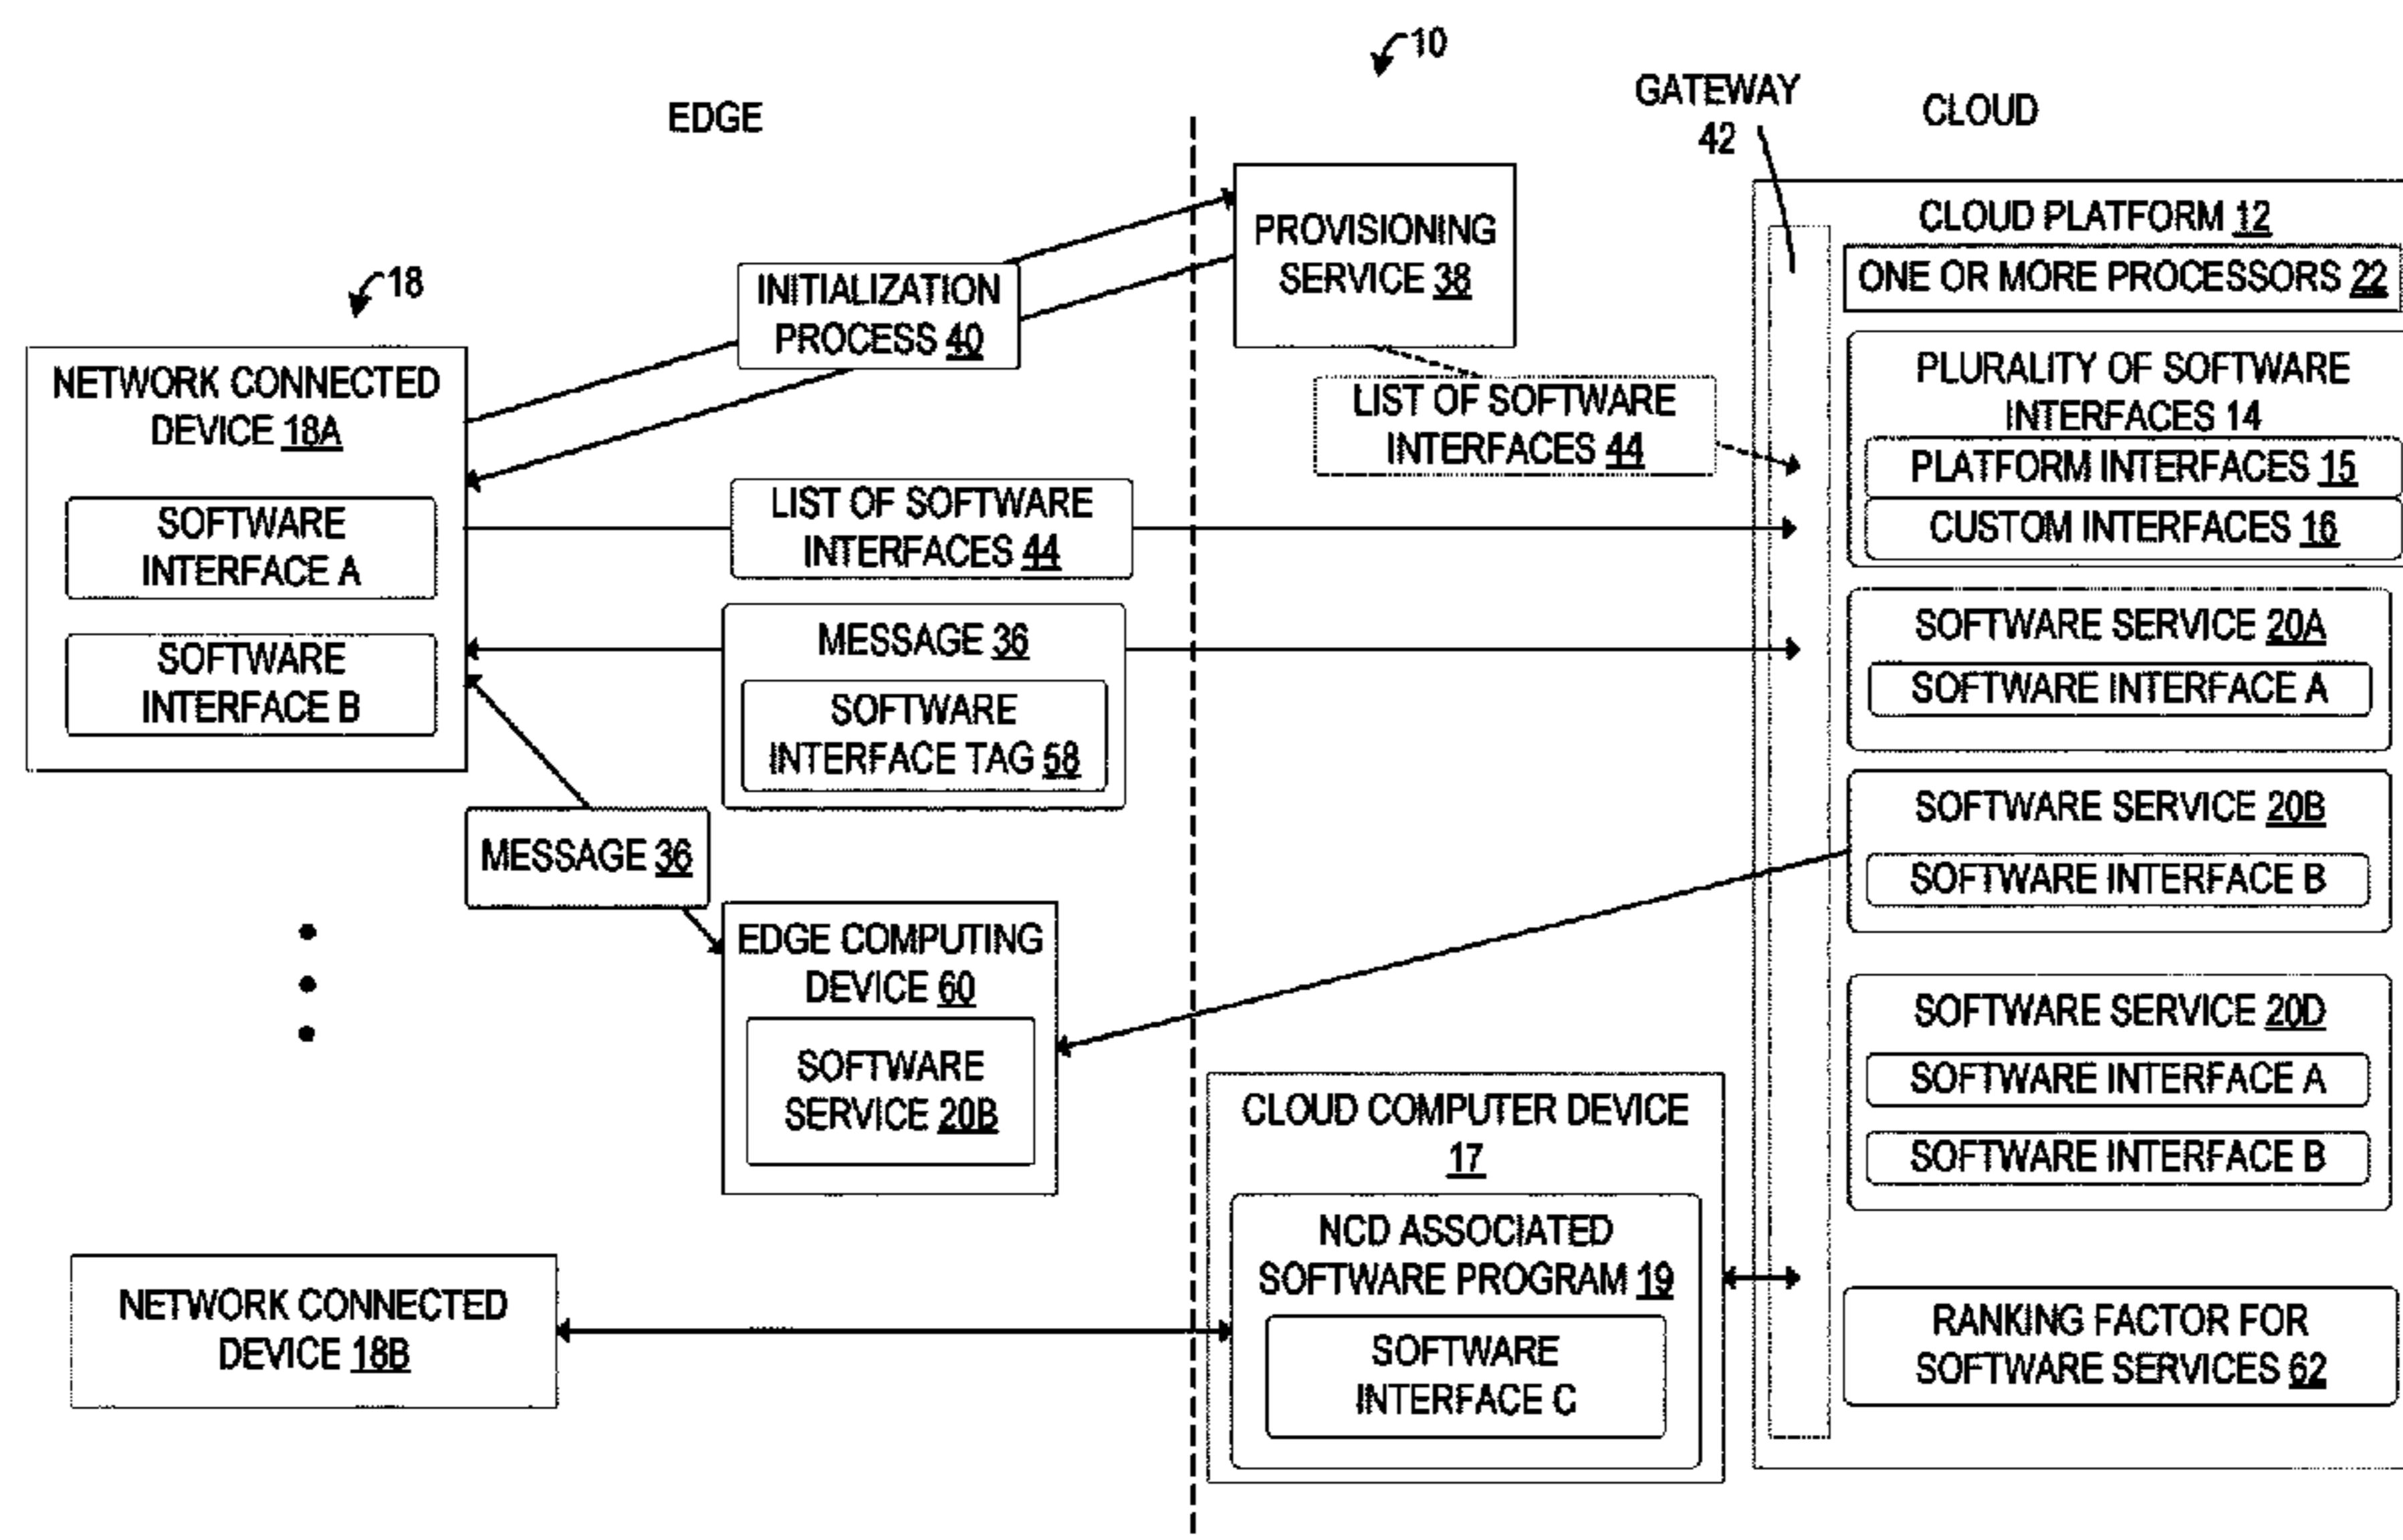 10
EDGE
GATEWAY
42
CLOUD
18
NETWORK CONNECTED
DEVICE 18A
SOFTWARE
INTERFACE A
SOFTWARE
INTERFACE B
INITIALIZATION
PROCESS 40
PROVISIONING
SERVICE 38
LIST OF SOFTWARE
INTERFACES 44
LIST OF SOFTWARE
INTERFACES 44
MESSAGE 36
SOFTWARE
INTERFACE TAG 58
MESSAGE 36
EDGE COMPUTING
DEVICE 60
SOFTWARE
SERVICE 20B
NETWORK CONNECTED
DEVICE 18B
CLOUD COMPUTER DEVICE
17
NCD ASSOCIATED
SOFTWARE PROGRAM 19
SOFTWARE
INTERFACE C
CLOUD PLATFORM 12
ONE OR MORE PROCESSORS 22
PLURALITY OF SOFTWARE
INTERFACES 14
PLATFORM INTERFACES 15
CUSTOM INTERFACES 16
SOFTWARE SERVICE 20A
SOFTWARE INTERFACE A
SOFTWARE SERVICE 20B
SOFTWARE INTERFACE B
SOFTWARE SERVICE 20D
SOFTWARE INTERFACE A
SOFTWARE INTERFACE B
RANKING FACTOR FOR
SOFTWARE SERVICES 62